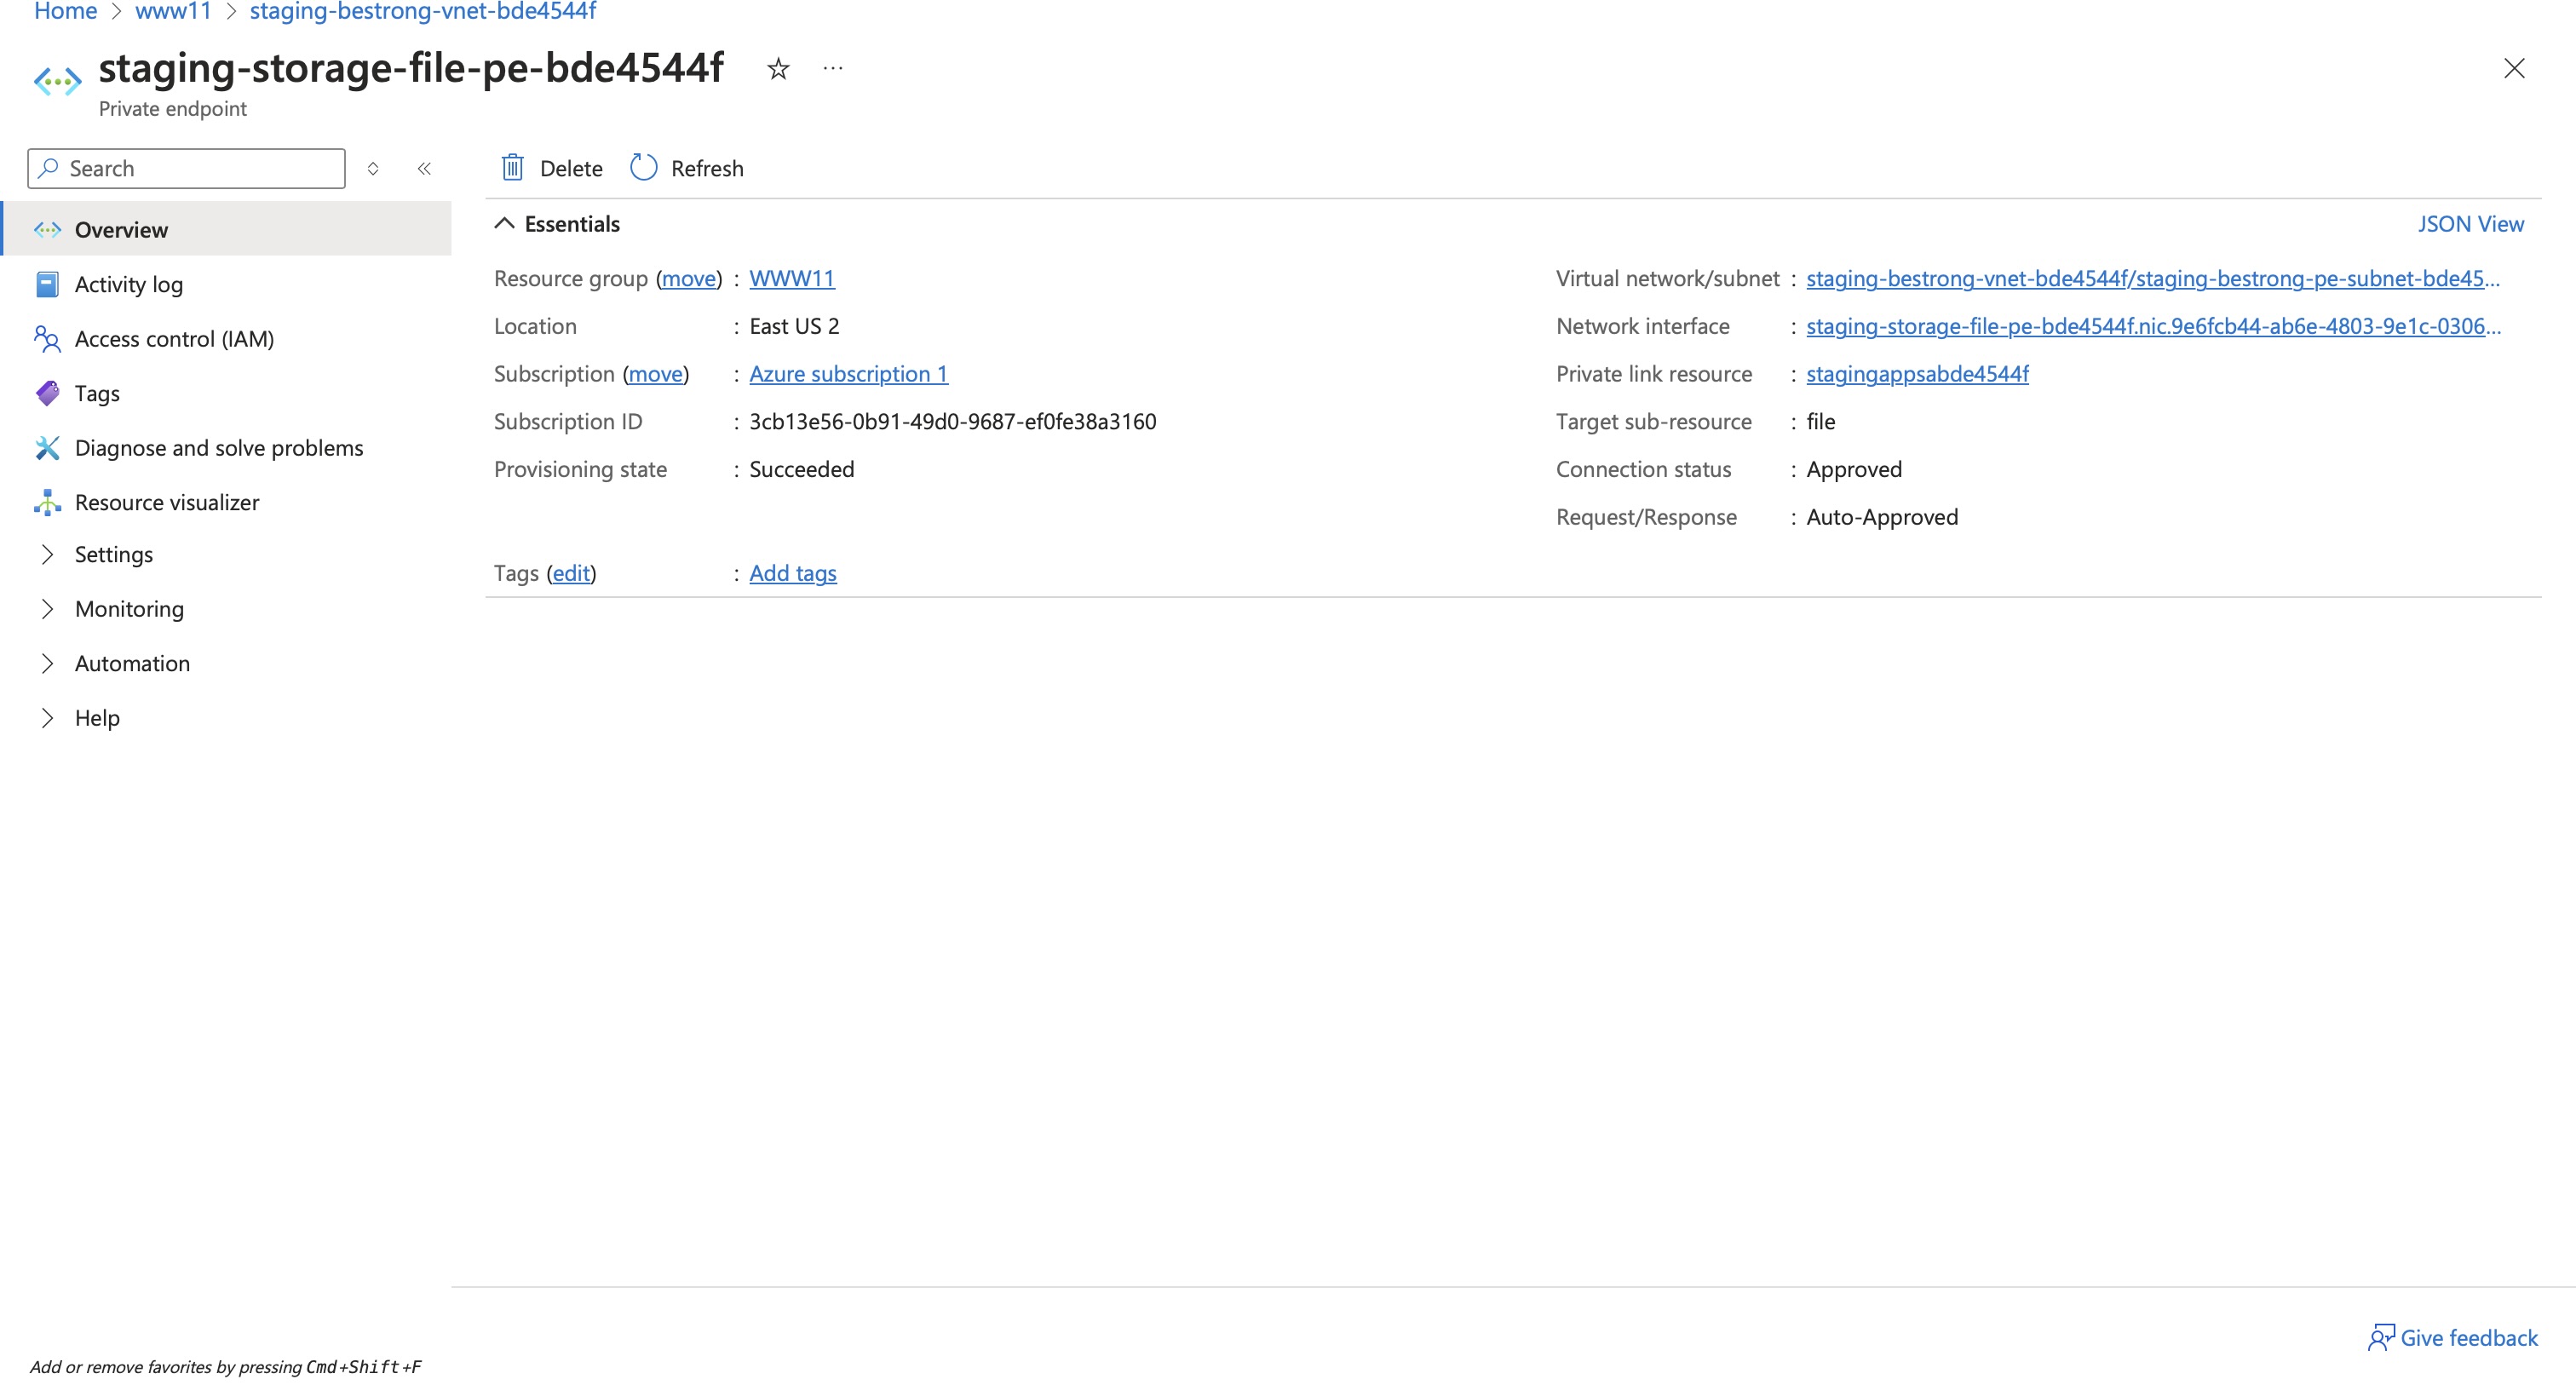 Home > www11 > staging-bestrong-vnet-bde4544f
staging-storage-file-pe-bde4544f
Private endpoint
Search
Delete Refresh
Overview
Activity log
Access control (IAM)
Tags
Diagnose and solve problems
Resource visualizer
Settings
Monitoring
Automation
Help
Essentials
JSON View
Resource group (move) : WWW11
Location : East US 2
Subscription (move) : Azure subscription 1
Subscription ID : 3cb13e56-0b91-49d0-9687-ef0fe38a3160
Provisioning state : Succeeded
Virtual network/subnet : staging-bestrong-vnet-bde4544f/staging-bestrong-pe-subnet-bde45...
Network interface : staging-storage-file-pe-bde4544f.nic.9e6fcb44-ab6e-4803-9e1c-0306...
Private link resource : stagingappsabde4544f
Target sub-resource : file
Connection status : Approved
Request/Response : Auto-Approved
Tags (edit) : Add tags
Give feedback
Add or remove favorites by pressing Cmd+Shift+F